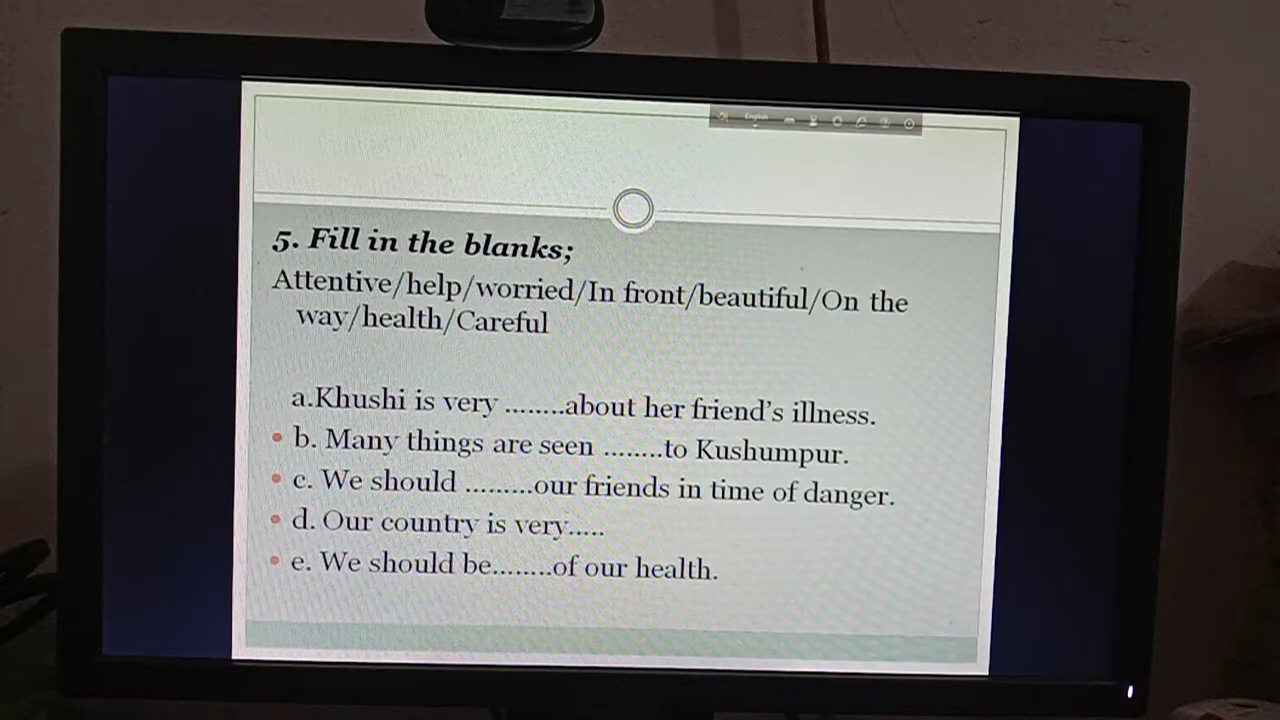 English
5. Fill in the blanks;
Attentive/help/worried/In front/beautiful/On the
way/health/Careful
a.Khushi is very ........about her friend's illness.
b. Many things are seen ........to Kushumpur.
c. We should .........our friends in time of danger.
d. Our country is very.....
e. We should be........of our health.